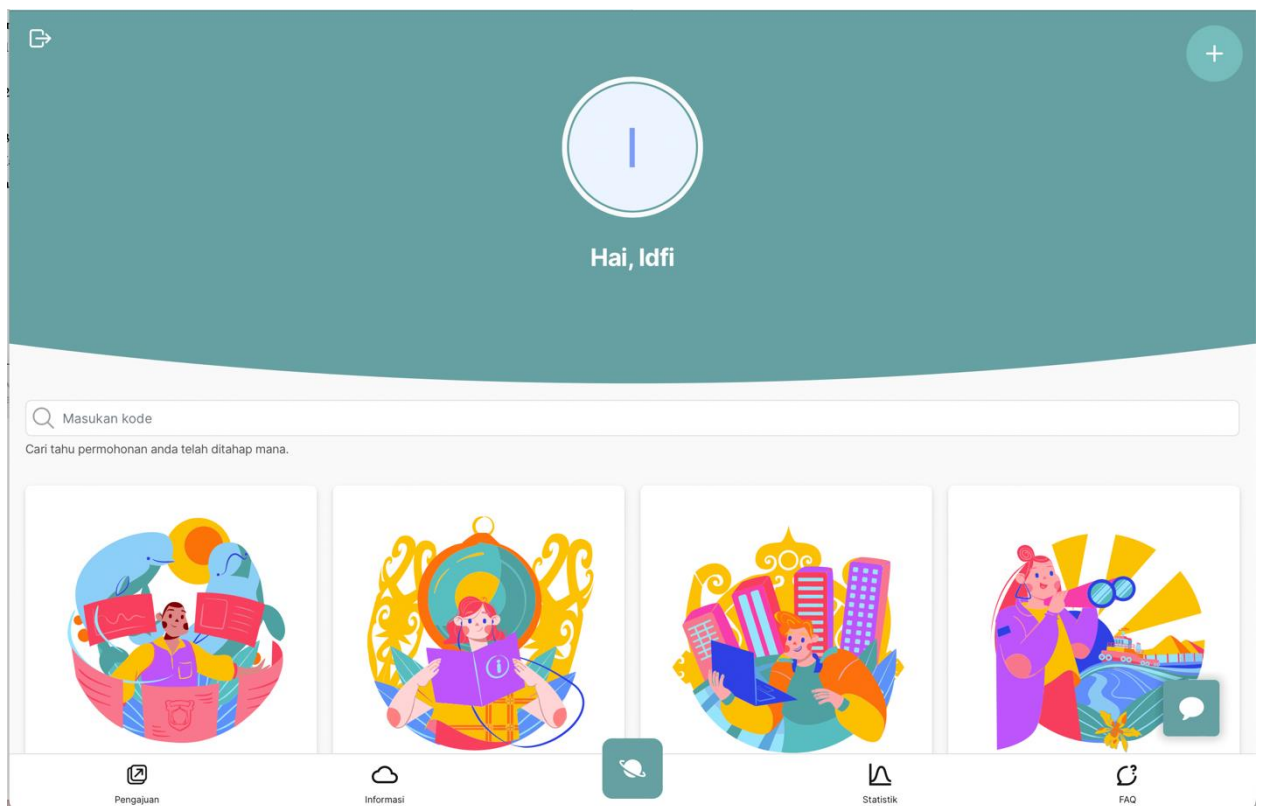 I
Hai, Idfi
Masukan kode
Cari tahu permohonan anda telah ditahap mana.
Pengajuan
Informasi
Statistik
FAQ